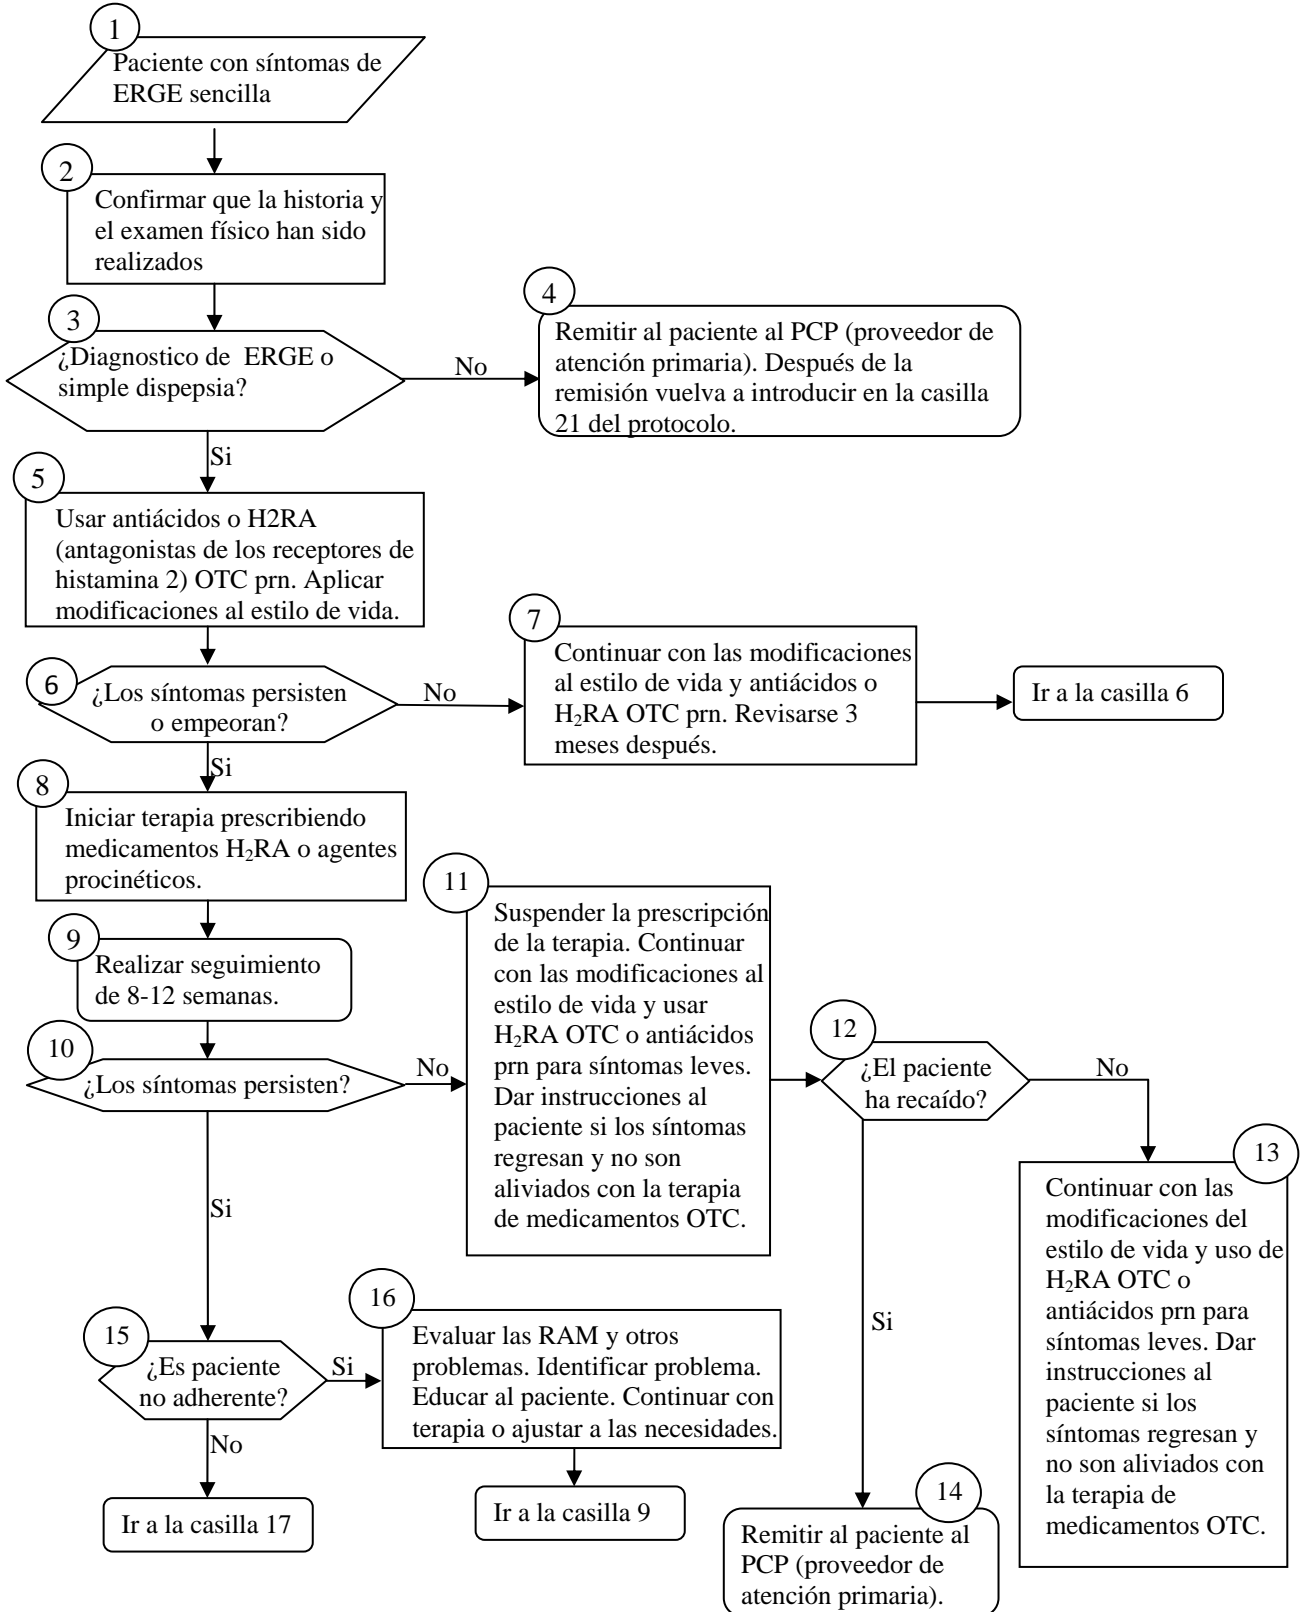 1
Paciente con síntomas de
ERGE sencilla
2
Confirmar que la historia y
el examen físico han sido
realizados
3
¿Diagnostico de ERGE o
simple dispepsia?
No
4
Remitir al paciente al PCP (proveedor de
atención primaria). Después de la
remisión vuelva a introducir en la casilla
21 del protocolo.
Si
5
Usar antiácidos o H2RA
(antagonistas de los receptores de
histamina 2) OTC prn. Aplicar
modificaciones al estilo de vida.
6
¿Los síntomas persisten
o empeoran?
No
7
Continuar con las modificaciones
al estilo de vida y antiácidos o
H₂RA OTC prn. Revisarse 3
meses después.
Ir a la casilla 6
Si
8
Iniciar terapia prescribiendo
medicamentos H₂RA o agentes
procinéticos.
9
Realizar seguimiento
de 8-12 semanas.
10
¿Los síntomas persisten?
No
11
Suspender la prescripción
de la terapia. Continuar
con las modificaciones al
estilo de vida y usar
H₂RA OTC o antiácidos
prn para síntomas leves.
Dar instrucciones al
paciente si los síntomas
regresan y no son
aliviados con la terapia
de medicamentos OTC.
12
¿El paciente
ha recaído?
No
13
Continuar con las
modificaciones del
estilo de vida y uso de
H₂RA OTC o
antiácidos prn para
síntomas leves. Dar
instrucciones al
paciente si los
síntomas regresan y
no son aliviados con
la terapia de
medicamentos OTC.
Si
14
Remitir al paciente al
PCP (proveedor de
atención primaria).
Si
15
¿Es paciente
no adherente?
Si
16
Evaluar las RAM y otros
problemas. Identificar problema.
Educar al paciente. Continuar con
terapia o ajustar a las necesidades.
Ir a la casilla 9
No
Ir a la casilla 17